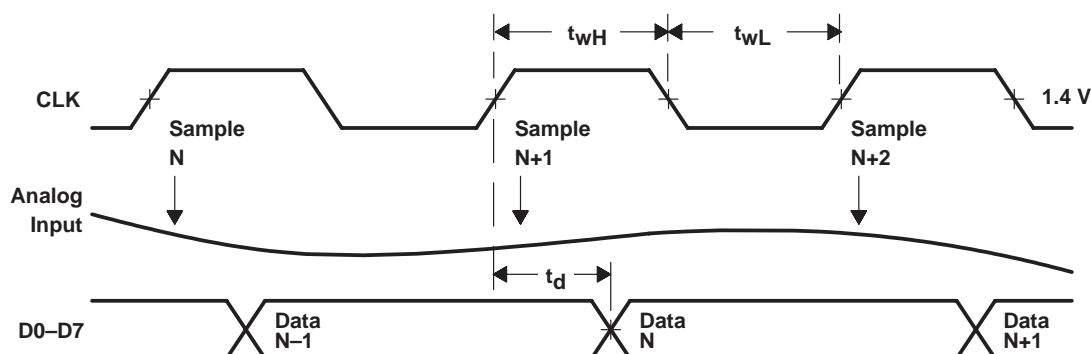 twH
twL
CLK
1.4 V
Sample
N
Sample
N+1
Sample
N+2
Analog
Input
td
D0–D7
Data
N–1
Data
N
Data
N+1